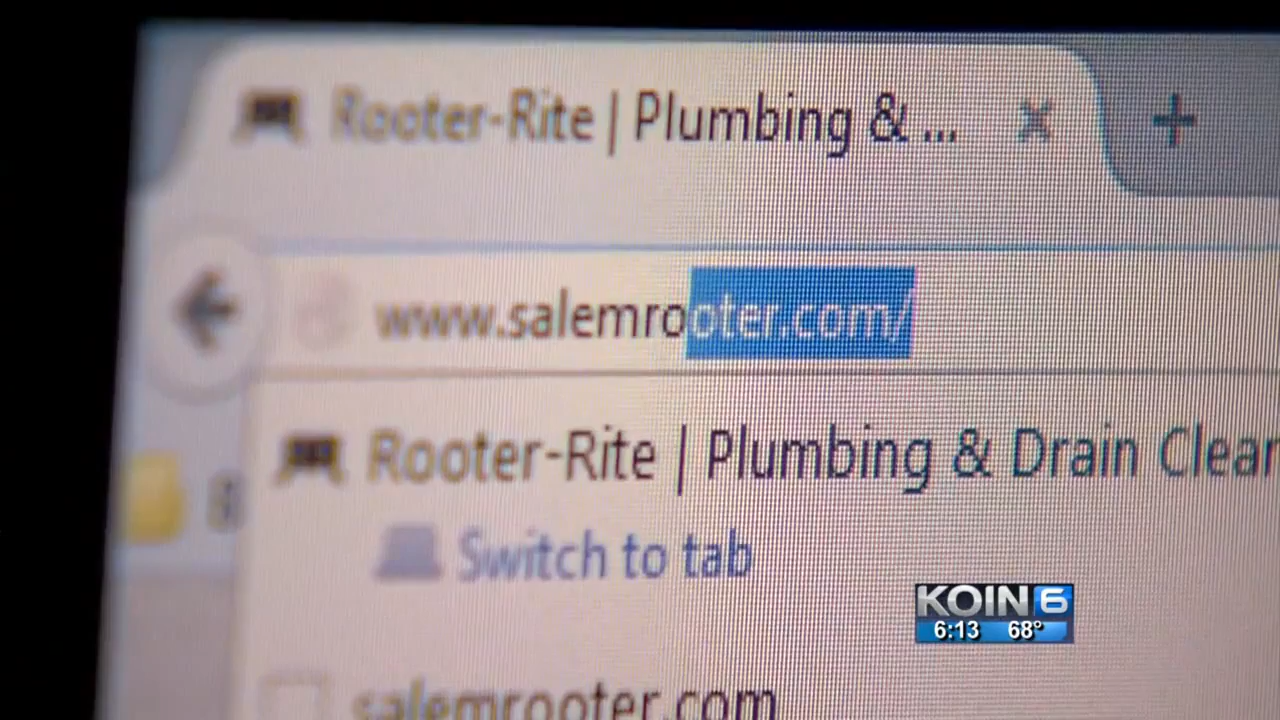 Rooter-Rite | Plumbing & ...
www.salemrooter.com/
Rooter-Rite | Plumbing & Drain Clear
Switch to tab
salemrooter.com
KOIN 6
6:13 68°